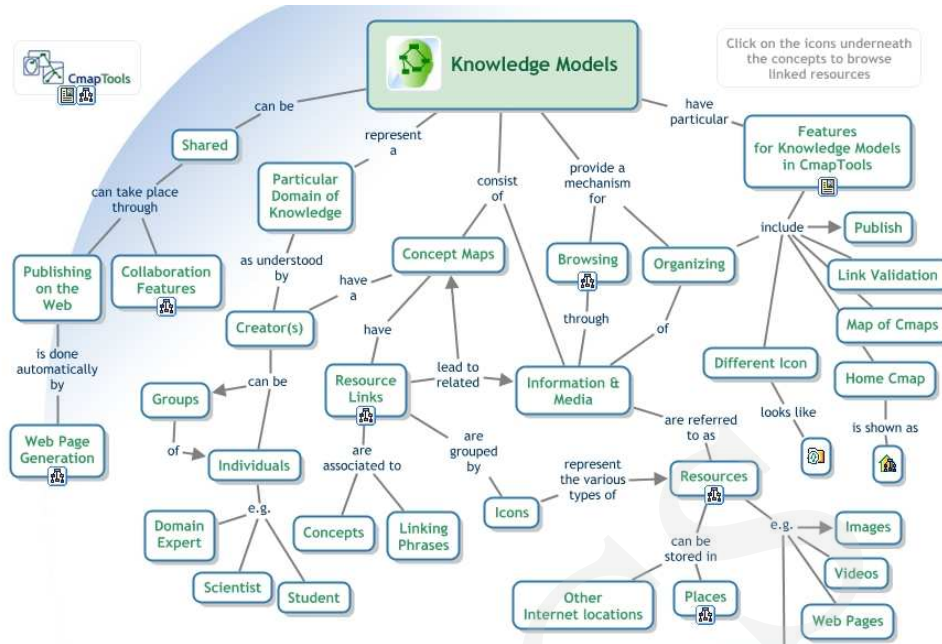 CmapTools
Knowledge Models
Click on the icons underneath
the concepts to browse
linked resources
can be
have
particular
Shared
represent
a
Features
for Knowledge Models
in CmapTools
provide a
mechanism
for
consist
of
can take place
through
Particular
Domain of
Knowledge
include
Publish
Concept Maps
Browsing
Organizing
Publishing
on the
Web
Collaboration
Features
as understood
by
have
a
Link Validation
through
of
Map of Cmaps
Creator(s)
have
is done
automatically
by
lead to
related
Different Icon
Home Cmap
can be
Groups
Resource
Links
Information &
Media
looks like
is shown as
are referred
to as
Web Page
Generation
of
Individuals
are
associated to
are
grouped
by
represent
the various
types of
Resources
e.g.
Icons
Domain
Expert
Concepts
Linking
Phrases
can be
stored in
e.g.
Images
Scientist
Student
Videos
Other
Internet locations
Places
Web Pages